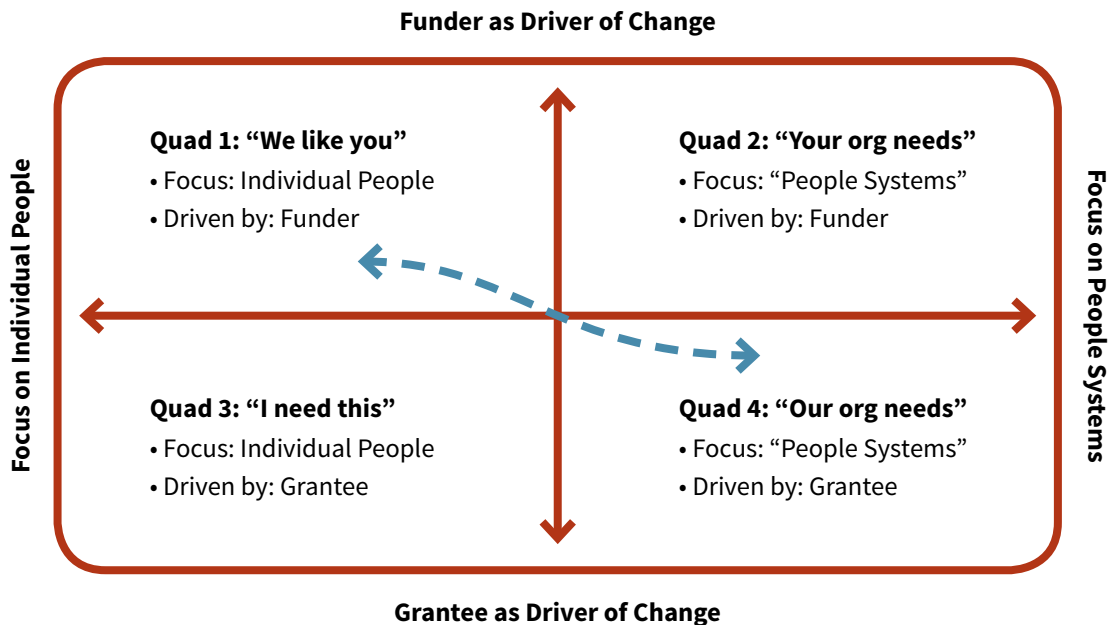 Funder as Driver of Change
Focus on Individual People
Quad 1: “We like you”
• Focus: Individual People
• Driven by: Funder
Quad 2: “Your org needs”
• Focus: “People Systems”
• Driven by: Funder
Focus on People Systems
Quad 3: “I need this”
• Focus: Individual People
• Driven by: Grantee
Quad 4: “Our org needs”
• Focus: “People Systems”
• Driven by: Grantee
Grantee as Driver of Change